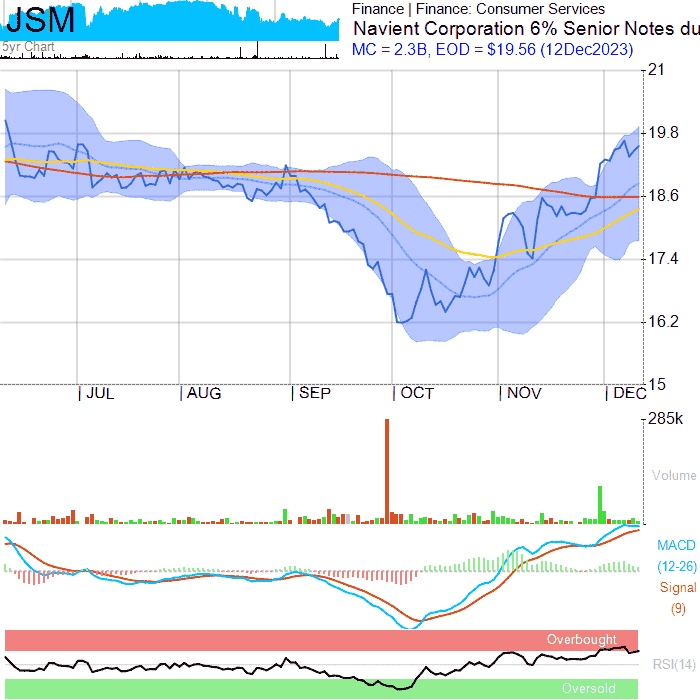 JSM
5yr Chart
Finance | Finance: Consumer Services
Navient Corporation 6% Senior Notes du
MC = 2.3B, EOD = $19.56 (12Dec2023)
21
19.8
18.6
17.4
16.2
15
JUL
AUG
SEP
OCT
NOV
DEC
285k
Volume
MACD
(12-26)
Signal
(9)
Overbought
RSI(14)
Oversold